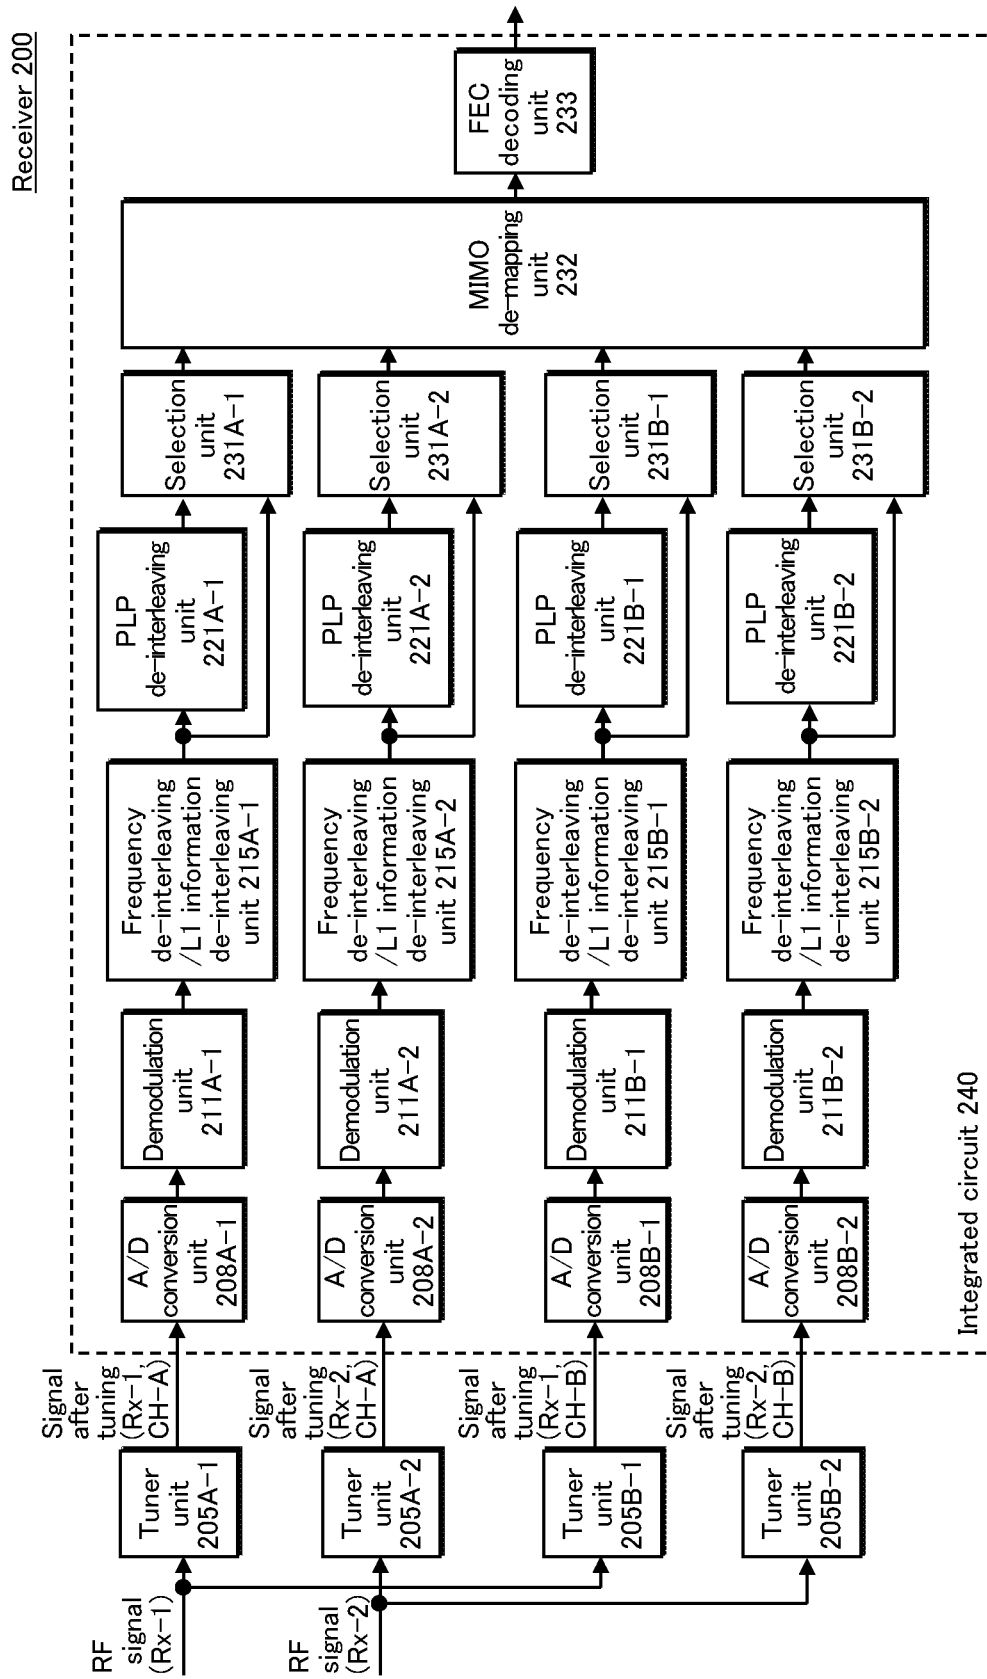 Receiver 200
RF
signal
(Rx-1)
RF
signal
(Rx-2)
Tuner
unit
205A-1
Tuner
unit
205A-2
Tuner
unit
205B-1
Tuner
unit
205B-2
Signal
after
tuning
(Rx-1,
CH-A)
Signal
after
tuning
(Rx-2,
CH-A)
Signal
after
tuning
(Rx-1,
CH-B)
Signal
after
tuning
(Rx-2,
CH-B)
A/D
conversion
unit
208A-1
A/D
conversion
unit
208A-2
A/D
conversion
unit
208B-1
A/D
conversion
unit
208B-2
Demodulation
unit
211A-1
Demodulation
unit
211A-2
Demodulation
unit
211B-1
Demodulation
unit
211B-2
Frequency
de-interleaving
/L1 information
de-interleaving
unit 215A-1
Frequency
de-interleaving
/L1 information
de-interleaving
unit 215A-2
Frequency
de-interleaving
/L1 information
de-interleaving
unit 215B-1
Frequency
de-interleaving
/L1 information
de-interleaving
unit 215B-2
PLP
de-interleaving
unit
221A-1
PLP
de-interleaving
unit
221A-2
PLP
de-interleaving
unit
221B-1
PLP
de-interleaving
unit
221B-2
Selection
unit
231A-1
Selection
unit
231A-2
Selection
unit
231B-1
Selection
unit
231B-2
MIMO
de-mapping
unit
232
FEC
decoding
unit
233
Integrated circuit 240